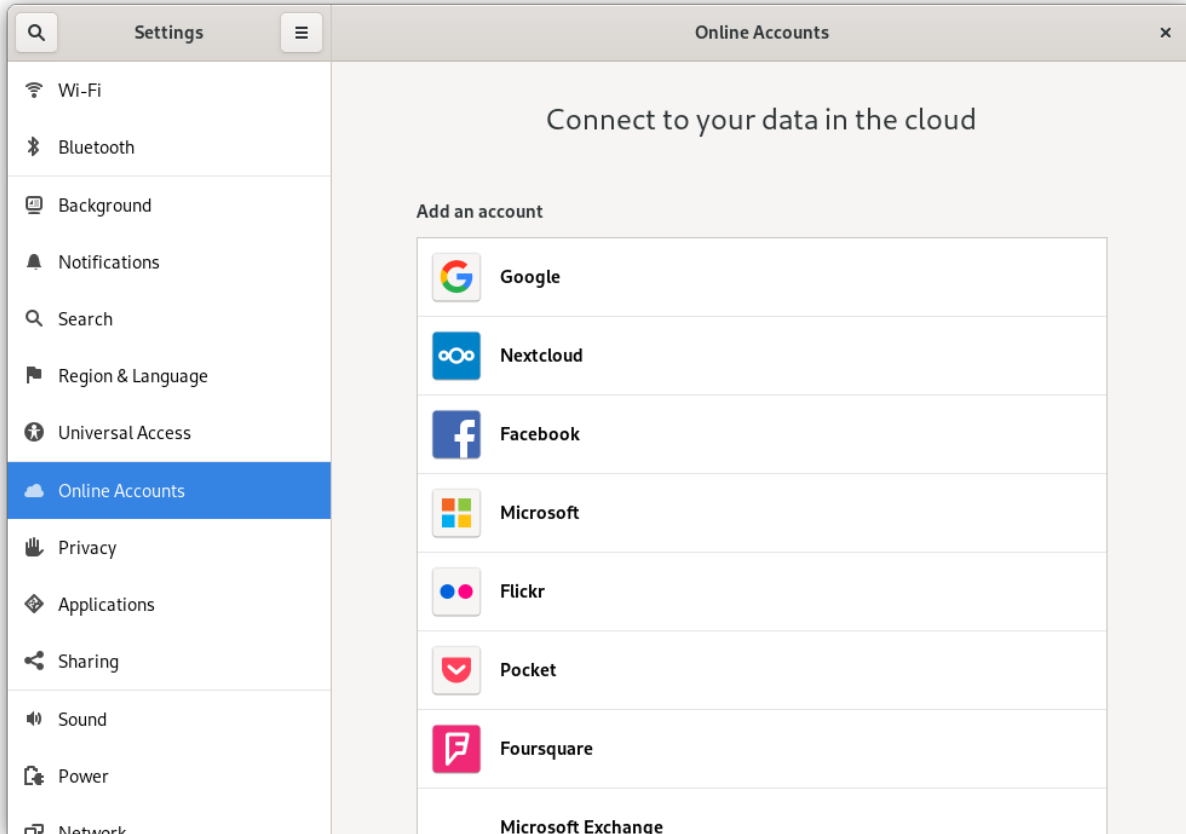 Settings
Online Accounts
Wi-Fi
Bluetooth
Background
Notifications
Search
Region & Language
Universal Access
Online Accounts
Privacy
Applications
Sharing
Sound
Power
Network
Connect to your data in the cloud
Add an account
Google
Nextcloud
Facebook
Microsoft
Flickr
Pocket
Foursquare
Microsoft Exchange